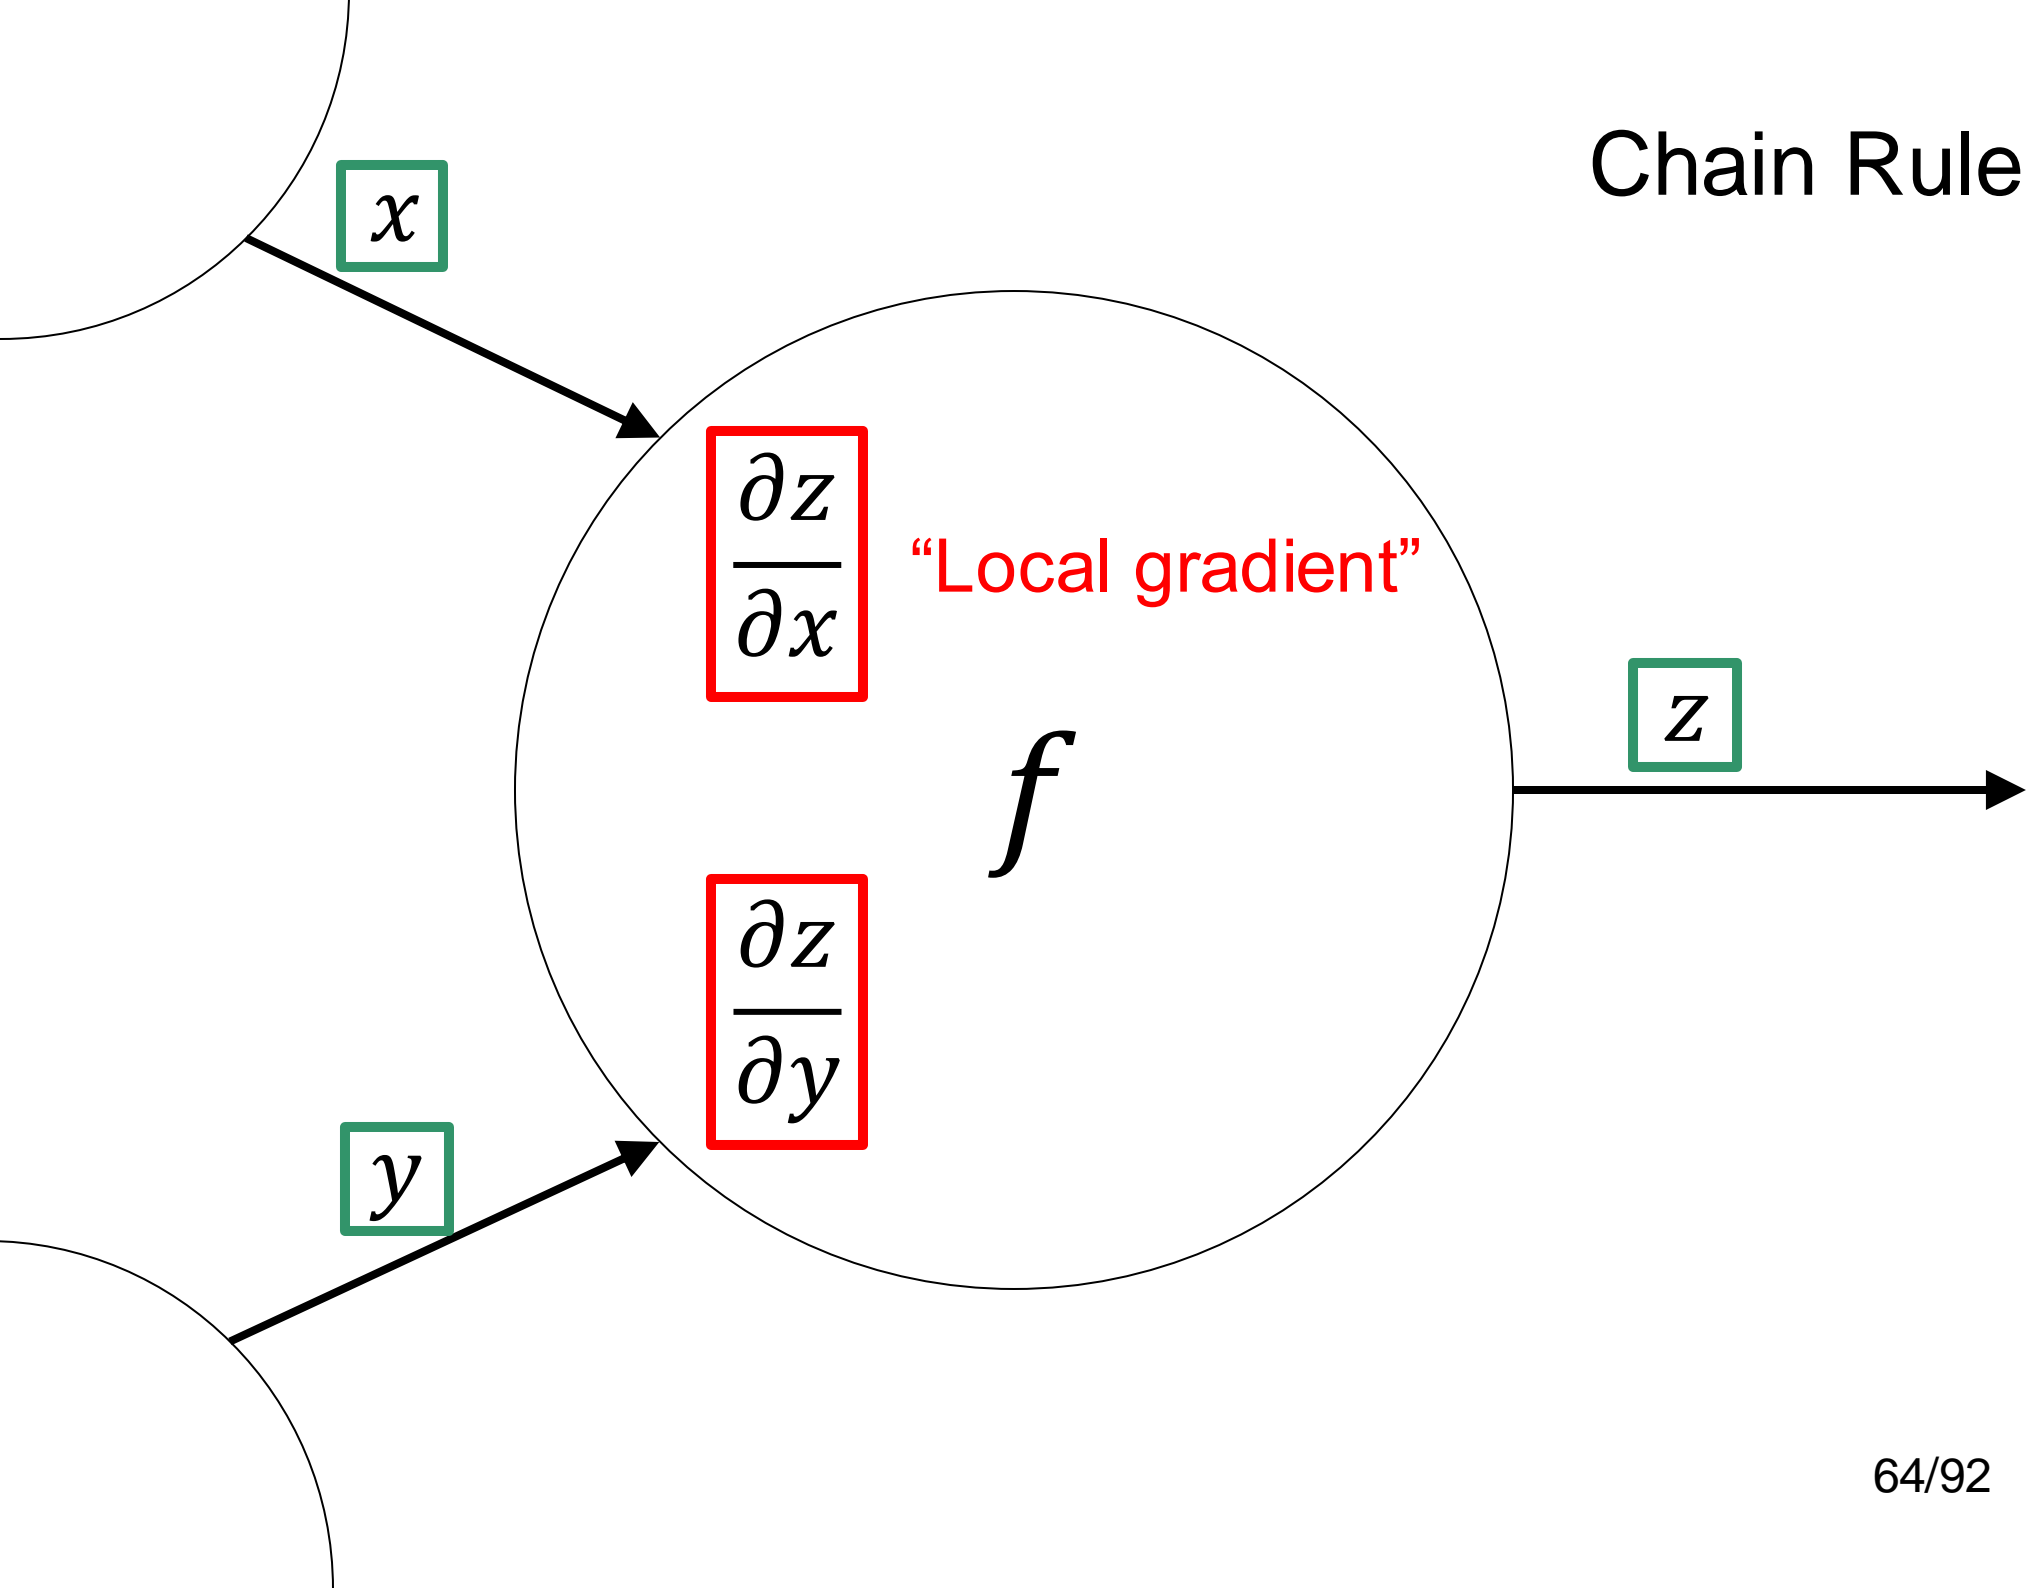 Chain Rule
x
∂z
∂x
“Local gradient”
z
f
∂z
∂y
y
64/92